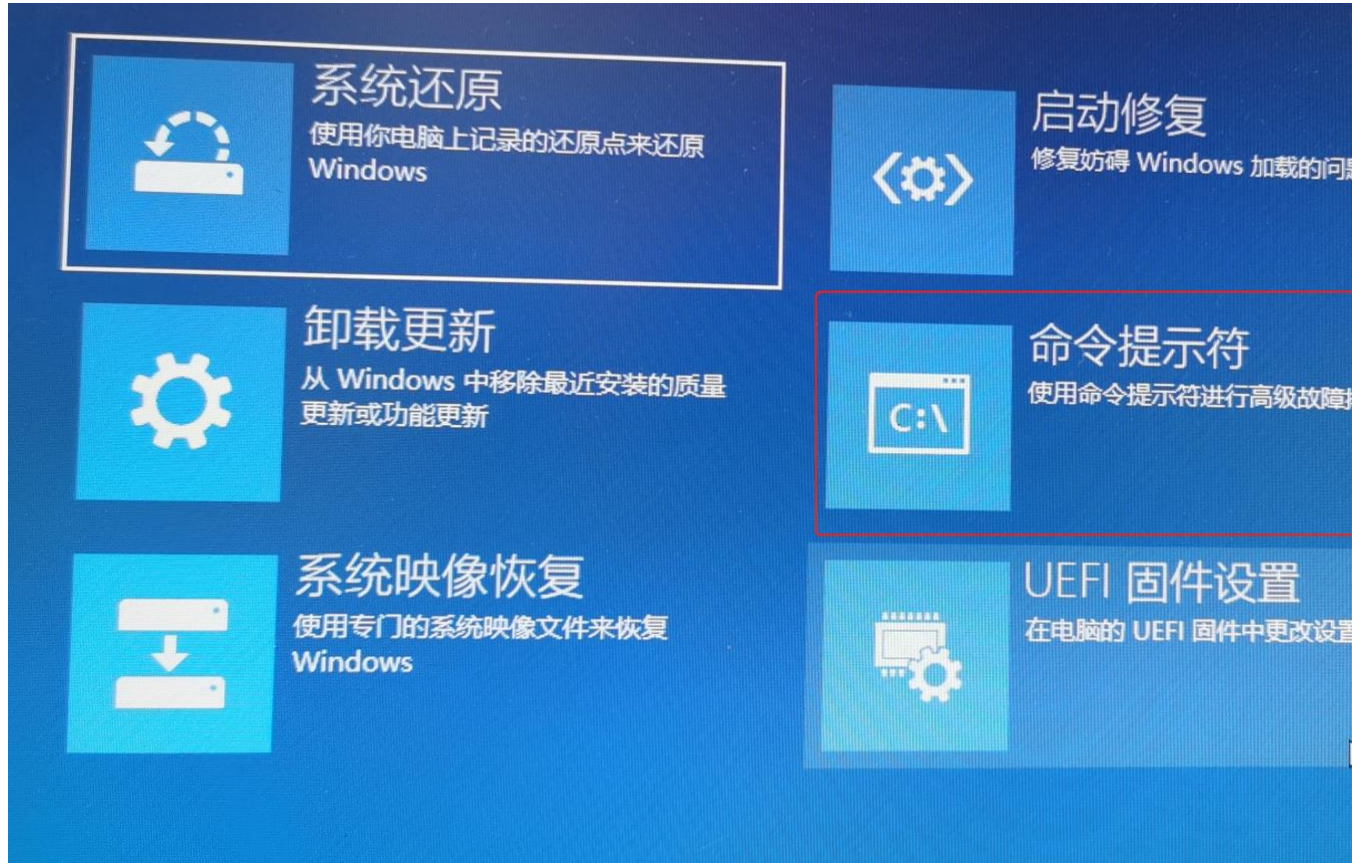 系统还原
使用你电脑上记录的还原点来还原
Windows
启动修复
修复妨碍 Windows 加载的问题
卸载更新
从 Windows 中移除最近安装的质量
更新或功能更新
命令提示符
C:\
使用命令提示符进行高级故障
系统映像恢复
使用专门的系统映像文件来恢复
Windows
UEFI 固件设置
在电脑的 UEFI 固件中更改设置